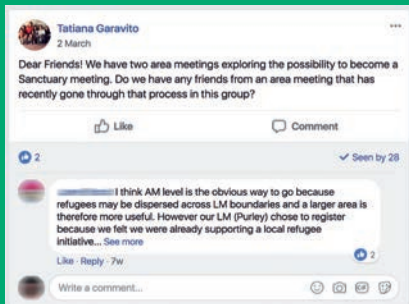 Tatiana Garavito
2 March
Dear Friends! We have two area meetings exploring the possibility to become a
Sanctuary meeting. Do we have any friends from an area meeting that has
recently gone through that process in this group?
Like Comment
2 Seen by 28
I think AM level is the obvious way to go because
refugees may be dispersed across LM boundaries and a larger area is
therefore more useful. However our LM (Purley) chose to register
because we felt we were already supporting a local refugee
initiative... See more
2
Like · Reply · 7w
Write a comment...
GIF